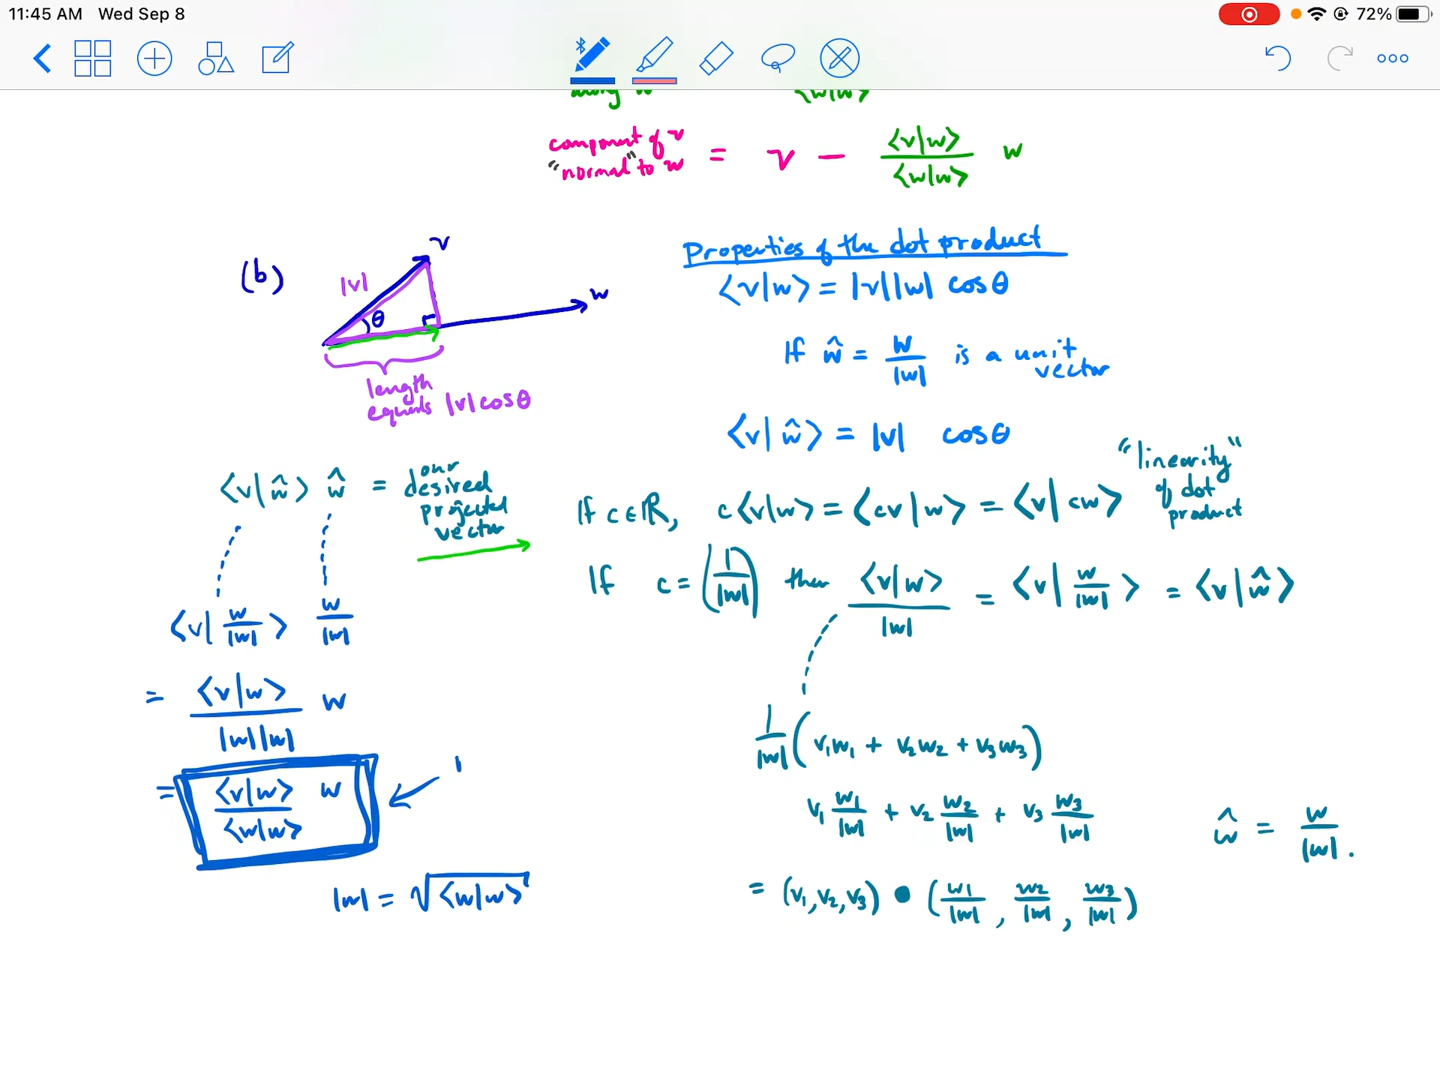 11:45 AM Wed Sep 8
72%
along w
⟨w|w⟩
component of v
"normal" to w = v − ⟨v|w⟩/⟨w|w⟩ w
(b)
v
|v|
θ
w
length
equals |v|cosθ
Properties of the dot product
⟨v|w⟩ = |v||w| cosθ
If ŵ = w/|w| is a unit vector
⟨v|ŵ⟩ = |v| cosθ
⟨v|ŵ⟩ ŵ = our desired projected vector
"linearity" of dot product
If c∈ℝ, c⟨v|w⟩ = ⟨cv|w⟩ = ⟨v|cw⟩
If c = (1/|w|) then ⟨v|w⟩/|w| = ⟨v|w/|w|⟩ = ⟨v|ŵ⟩
⟨v|w/|w|⟩ w/|w|
= ⟨v|w⟩/|w||w| w
= ⟨v|w⟩/⟨w|w⟩ w
|w| = √⟨w|w⟩
1/|w| (v₁w₁ + v₂w₂ + v₃w₃)
v₁ w₁/|w| + v₂ w₂/|w| + v₃ w₃/|w|
= (v₁, v₂, v₃) • (w₁/|w|, w₂/|w|, w₃/|w|)
ŵ = w/|w|.